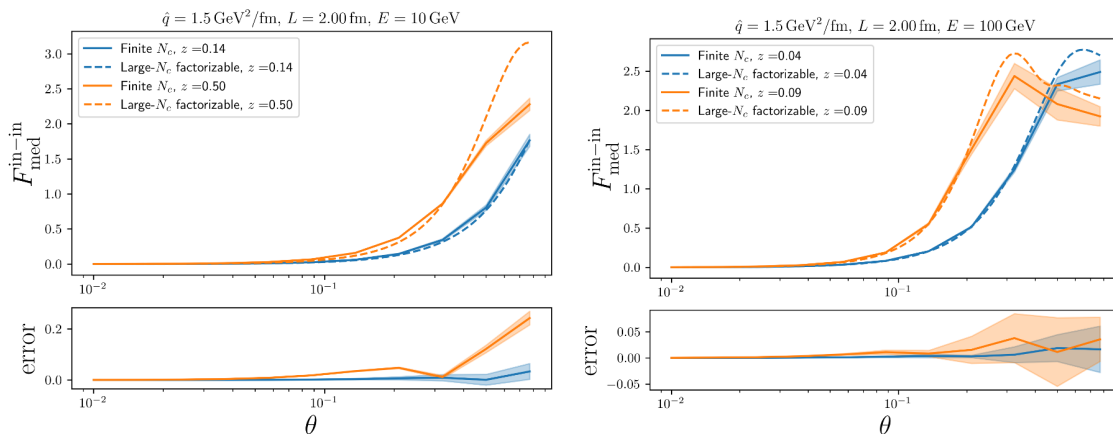 q̂ = 1.5 GeV²/fm, L = 2.00 fm, E = 10 GeV
F_med^in−in
3.0
2.5
2.0
1.5
1.0
0.5
0.0
Finite N_c, z =0.14
Large-N_c factorizable, z =0.14
Finite N_c, z =0.50
Large-N_c factorizable, z =0.50
10⁻²
10⁻¹
error
0.2
0.0
10⁻²
10⁻¹
θ
q̂ = 1.5 GeV²/fm, L = 2.00 fm, E = 100 GeV
F_med^in−in
2.5
2.0
1.5
1.0
0.5
0.0
Finite N_c, z =0.04
Large-N_c factorizable, z =0.04
Finite N_c, z =0.09
Large-N_c factorizable, z =0.09
10⁻²
10⁻¹
error
0.05
0.00
−0.05
10⁻²
10⁻¹
θ